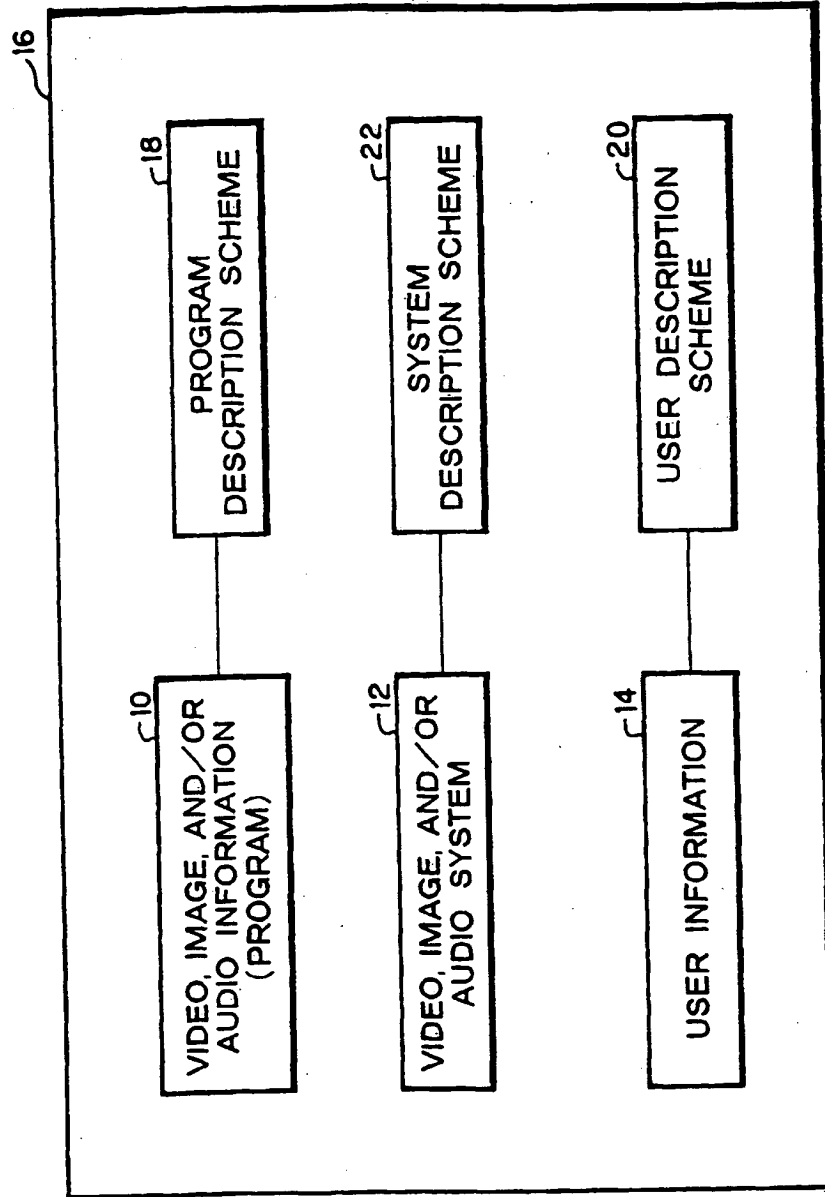 16
10
VIDEO, IMAGE, AND/OR
AUDIO INFORMATION
(PROGRAM)
18
PROGRAM
DESCRIPTION SCHEME
12
VIDEO, IMAGE, AND/OR
AUDIO SYSTEM
22
SYSTEM
DESCRIPTION SCHEME
14
USER INFORMATION
20
USER DESCRIPTION
SCHEME